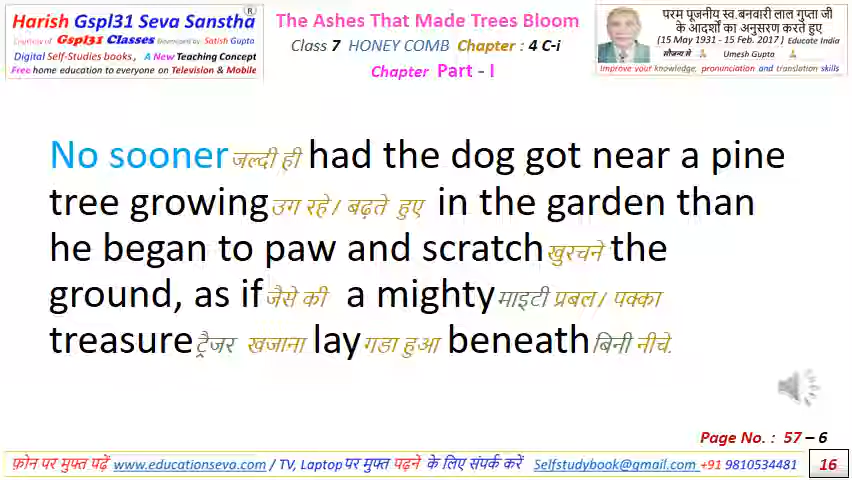 Harish Gspl31 Seva Sanstha ®
Courtesy of Gspl31 Classes Developed by Satish Gupta
Digital Self-Studies books, A New Teaching Concept
Free home education to everyone on Television & Mobile
The Ashes That Made Trees Bloom
Class 7 HONEY COMB Chapter : 4 C-i
Chapter Part - I
परम पूजनीय स्व.बनवारी लाल गुप्ता जी
के आदर्शों का अनुसरण करते हुए
(15 May 1931 - 15 Feb. 2017 ) Educate India
सौजन्य से Umesh Gupta
Improve your knowledge, pronunciation and translation skills
No sooner जल्दी ही had the dog got near a pine
tree growing उग रहे / बढ़ते हुए in the garden than
he began to paw and scratch खुरचने the
ground, as if जैसे की a mighty माइटी प्रबल / पक्का
treasure ट्रैजर खजाना lay गडा हुआ beneath बिनी नीचे.
Page No. : 57 – 6
फ़ोन पर मुफ्त पढ़ें www.educationseva.com / TV, Laptop पर मुफ्त पढ़ने के लिए संपर्क करें Selfstudybook@gmail.com +91 9810534481
16